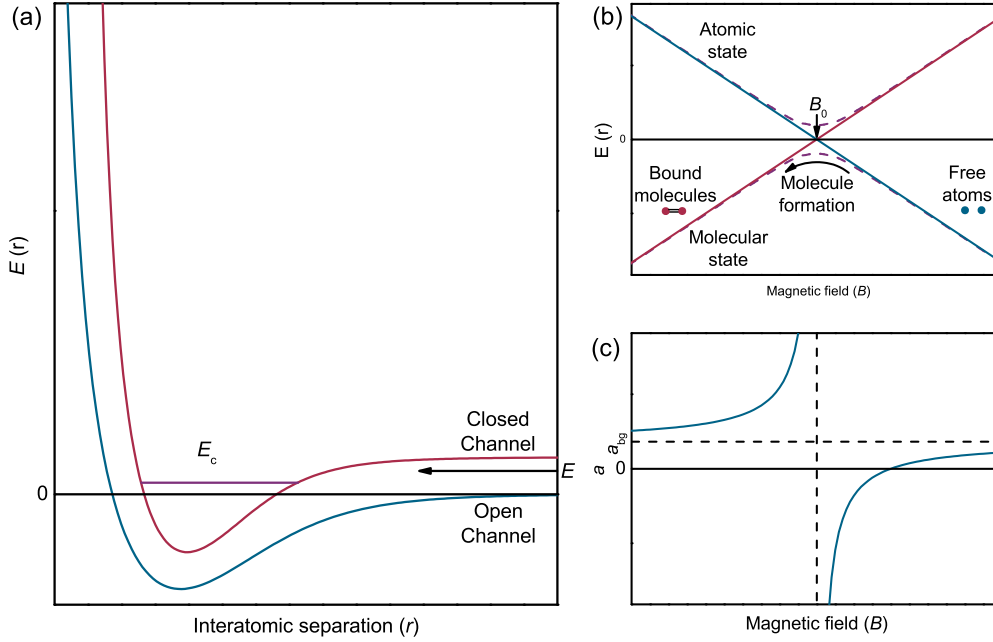 (a)
E (r)
0
E_c
Closed
Channel
E
Open
Channel
Interatomic separation (r)
(b)
Atomic
state
B_0
E (r)
0
Bound
molecules
Molecule
formation
Free
atoms
Molecular
state
Magnetic field (B)
(c)
a_bg
a
0
Magnetic field (B)